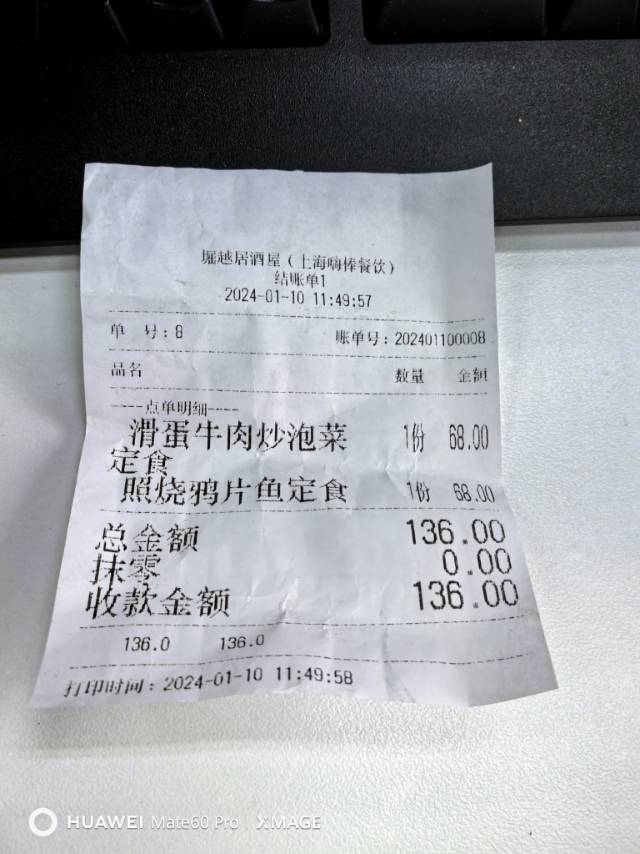 堀越居酒屋(上海嗨棒餐饮)
结账单1
2024-01-10 11:49:57
单 号:8 账单号:202401100008
品名 数量 金额
----点单明细----
滑蛋牛肉炒泡菜 1份 68.00
定食
照烧鸦片鱼定食 1份 68.00
总金额 136.00
抹零 0.00
收款金额 136.00
136.0 136.0
打印时间:2024-01-10 11:49:58
HUAWEI Mate60 Pro | XMAGE